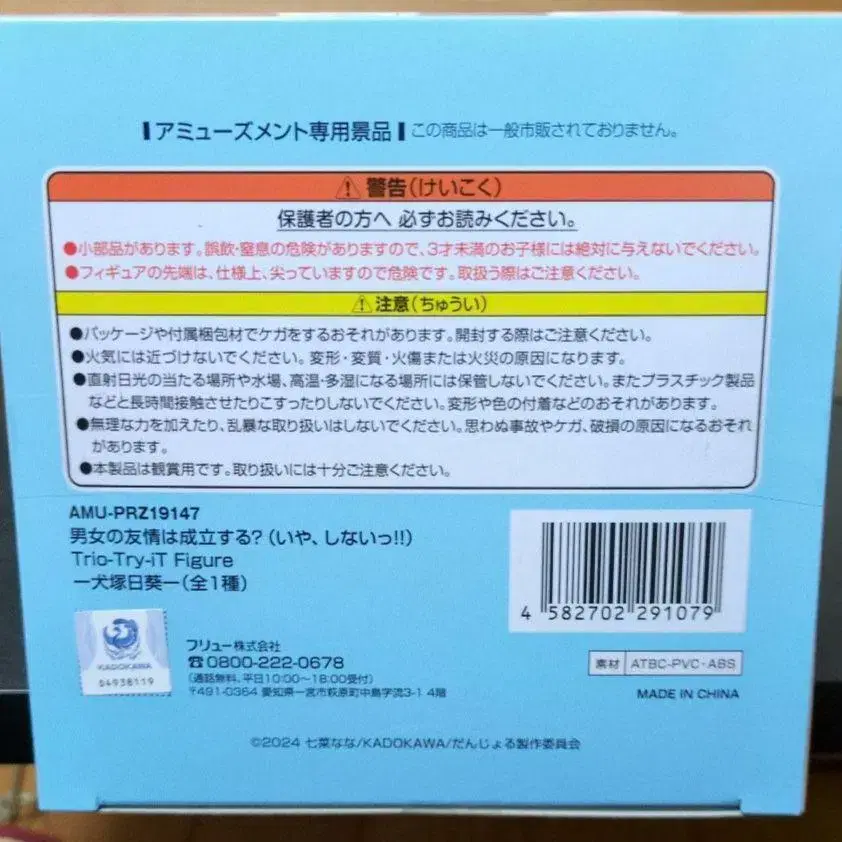 アミューズメント専用景品 この商品は一般市販されておりません。
⚠警告(けいこく)
保護者の方へ 必ずお読みください。
●小部品があります。誤飲・窒息の危険がありますので、3才未満のお子様には絶対に与えないでください。
●フィギュアの先端は、仕様上、尖っていますので危険です。取扱う際はご注意ください。
⚠注意(ちゅうい)
●パッケージや付属梱包材でケガをするおそれがあります。開封する際はご注意ください。
●火気には近づけないでください。変形・変質・火傷または火災の原因になります。
●直射日光の当たる場所や水場、高温・多湿になる場所には保管しないでください。またプラスチック製品
などと長時間接触させたりこすったりしないでください。変形や色の付着などのおそれがあります。
●無理な力を加えたり、乱暴な取り扱いはしないでください。思わぬ事故やケガ、破損の原因になるおそれ
があります。
●本製品は観賞用です。取り扱いには十分ご注意ください。
AMU-PRZ19147
男女の友情は成立する?(いや、しないっ!!)
Trio-Try-iT Figure
ー犬塚日葵ー(全1種)
4 582702 291079
KADOKAWA
04938119
フリュー株式会社
☎0800-222-0678
(通話無料、平日10:00~18:00受付)
〒491-0364 愛知県一宮市萩原町中島字流3-1 4階
素材 ATBC-PVC・ABS
MADE IN CHINA
©2024 七菜なな/KADOKAWA/だんじょる製作委員会